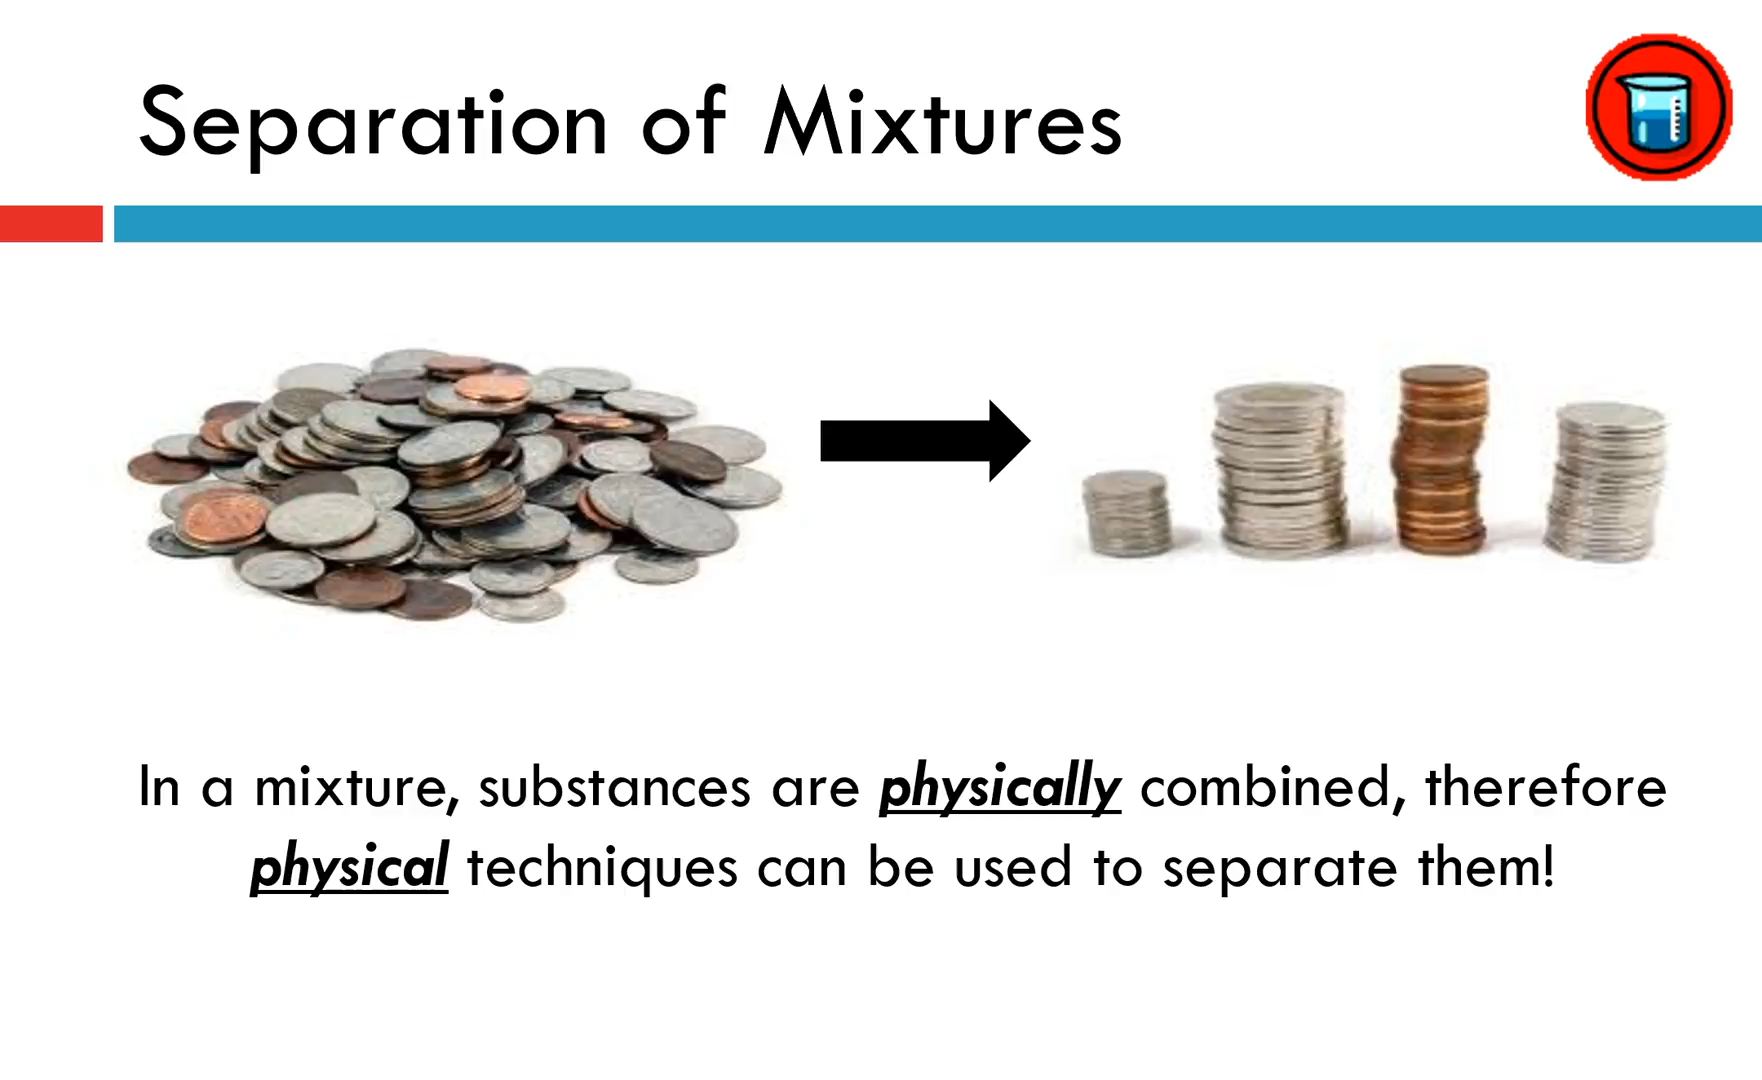 Separation of Mixtures
In a mixture, substances are physically combined, therefore
physical techniques can be used to separate them!